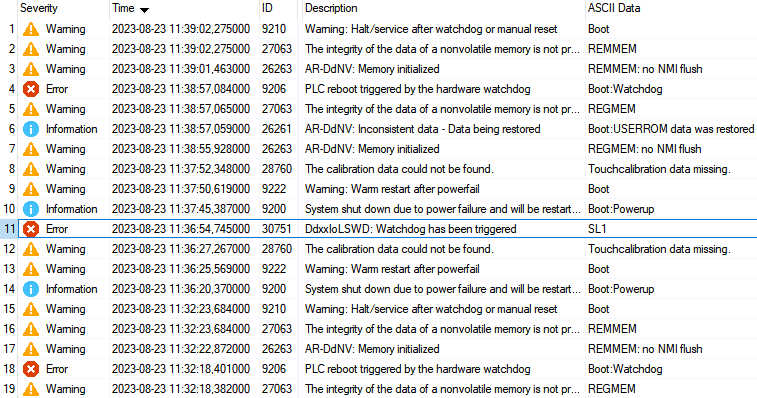 Severity Time ID Description ASCII Data
1 Warning 2023-08-23 11:39:02,275000 9210 Warning: Halt/service after watchdog or manual reset Boot
2 Warning 2023-08-23 11:39:02,275000 27063 The integrity of the data of a nonvolatile memory is not pr... REMMEM
3 Warning 2023-08-23 11:39:01,463000 26263 AR-DdNV: Memory initialized REMMEM: no NMI flush
4 Error 2023-08-23 11:38:57,084000 9206 PLC reboot triggered by the hardware watchdog Boot:Watchdog
5 Warning 2023-08-23 11:38:57,065000 27063 The integrity of the data of a nonvolatile memory is not pr... REGMEM
6 Information 2023-08-23 11:38:57,059000 26261 AR-DdNV: Inconsistent data - Data being restored Boot:USERROM data was restored
7 Warning 2023-08-23 11:38:55,928000 26263 AR-DdNV: Memory initialized REGMEM: no NMI flush
8 Warning 2023-08-23 11:37:52,348000 28760 The calibration data could not be found. Touchcalibration data missing.
9 Warning 2023-08-23 11:37:50,619000 9222 Warning: Warm restart after powerfail Boot
10 Information 2023-08-23 11:37:45,387000 9200 System shut down due to power failure and will be restart... Boot:Powerup
11 Error 2023-08-23 11:36:54,745000 30751 DdxxIoLSWD: Watchdog has been triggered SL1
12 Warning 2023-08-23 11:36:27,267000 28760 The calibration data could not be found. Touchcalibration data missing.
13 Warning 2023-08-23 11:36:25,569000 9222 Warning: Warm restart after powerfail Boot
14 Information 2023-08-23 11:36:20,370000 9200 System shut down due to power failure and will be restart... Boot:Powerup
15 Warning 2023-08-23 11:32:23,684000 9210 Warning: Halt/service after watchdog or manual reset Boot
16 Warning 2023-08-23 11:32:23,684000 27063 The integrity of the data of a nonvolatile memory is not pr... REMMEM
17 Warning 2023-08-23 11:32:22,872000 26263 AR-DdNV: Memory initialized REMMEM: no NMI flush
18 Error 2023-08-23 11:32:18,401000 9206 PLC reboot triggered by the hardware watchdog Boot:Watchdog
19 Warning 2023-08-23 11:32:18,382000 27063 The integrity of the data of a nonvolatile memory is not pr... REGMEM